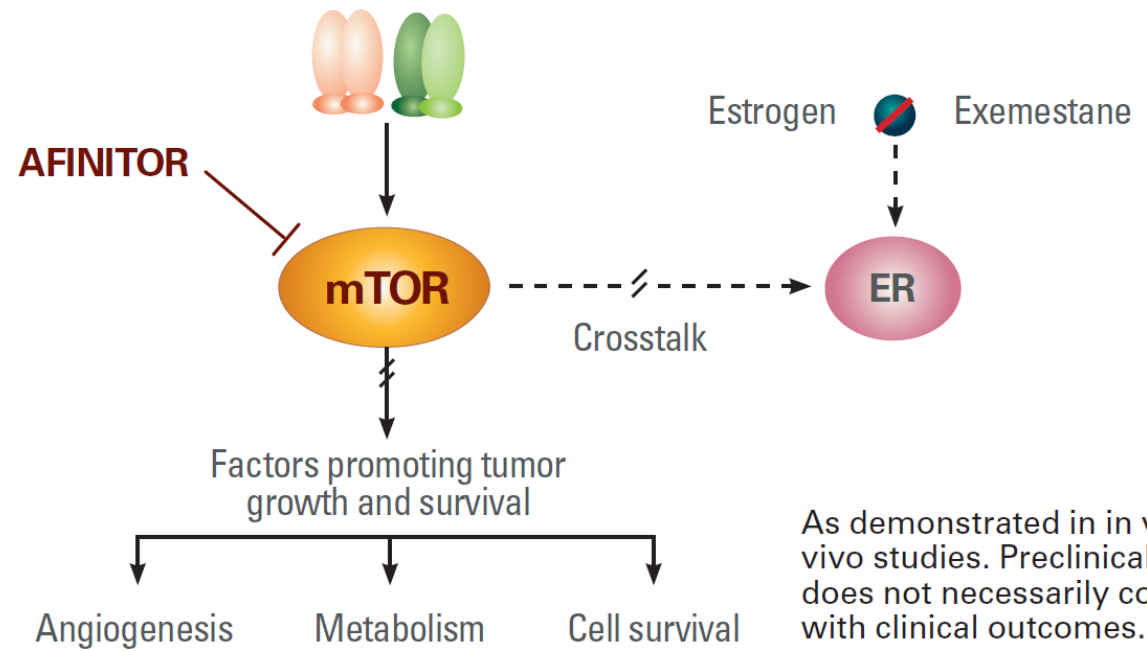 Estrogen
Exemestane
AFINITOR
mTOR
ER
Crosstalk
Factors promoting tumor
growth and survival
Angiogenesis
Metabolism
Cell survival
As demonstrated in in
vivo studies. Preclinical
does not necessarily
with clinical outcomes.